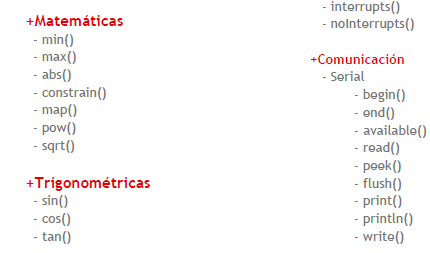 +Matemáticas
- min()
- max()
- abs()
- constrain()
- map()
- pow()
- sqrt()
+Trigonométricas
- sin()
- cos()
- tan()
- interrupts()
- noInterrupts()
+Comunicación
- Serial
- begin()
- end()
- available()
- read()
- peek()
- flush()
- print()
- println()
- write()